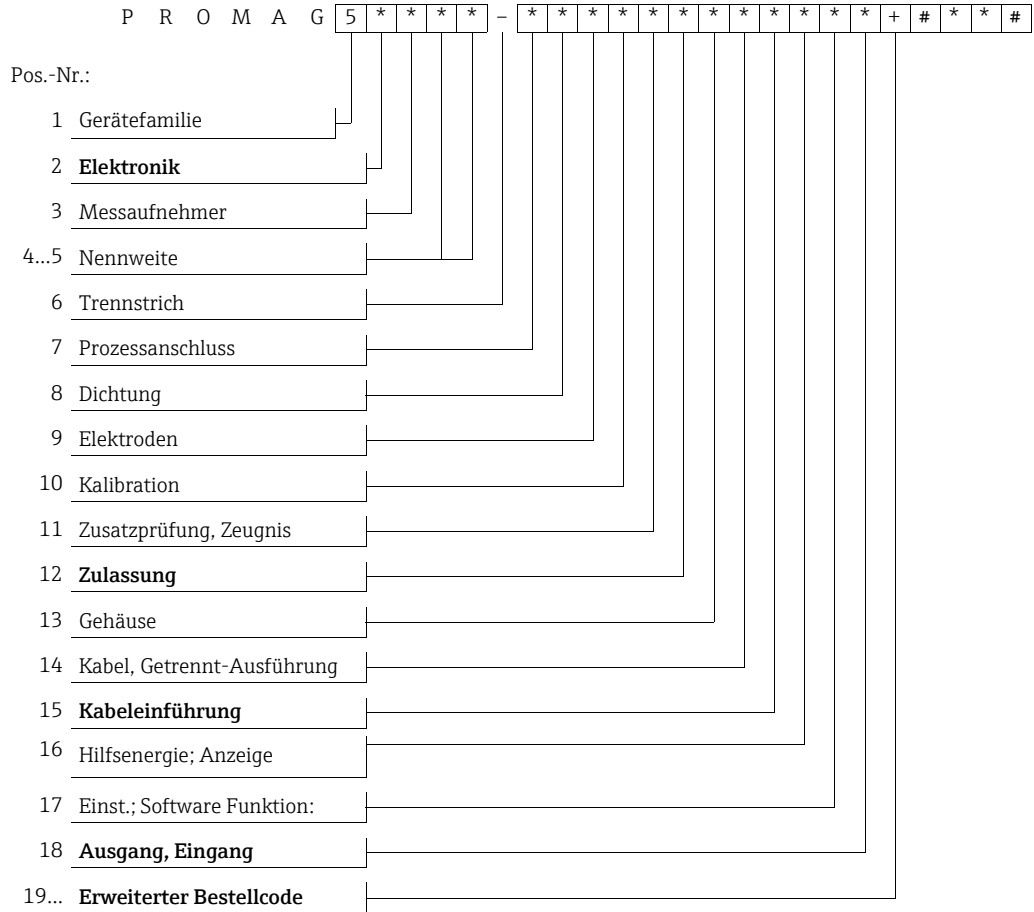 P R O M A G 5 * * * * – * * * * * * * * * * * * + # * * #
Pos.-Nr.:
1 Gerätefamilie
2 Elektronik
3 Messaufnehmer
4...5 Nennweite
6 Trennstrich
7 Prozessanschluss
8 Dichtung
9 Elektroden
10 Kalibration
11 Zusatzprüfung, Zeugnis
12 Zulassung
13 Gehäuse
14 Kabel, Getrennt-Ausführung
15 Kabeleinführung
16 Hilfsenergie; Anzeige
17 Einst.; Software Funktion:
18 Ausgang, Eingang
19... Erweiterter Bestellcode